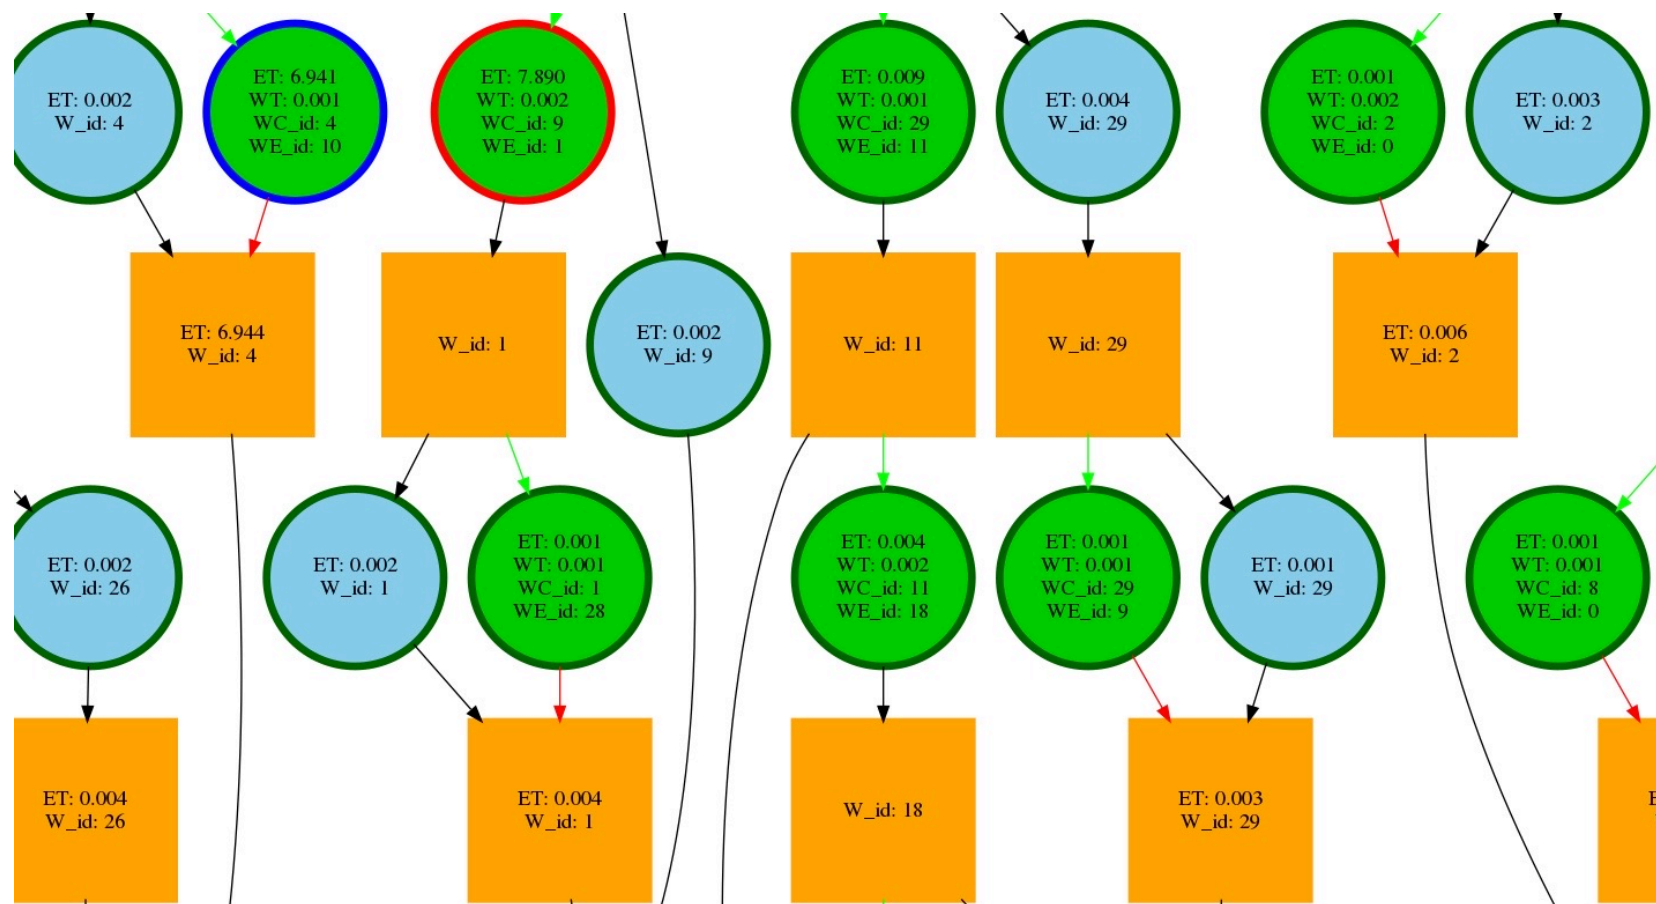 ET: 0.002
W_id: 4
ET: 6.941
WT: 0.001
WC_id: 4
WE_id: 10
ET: 7.890
WT: 0.002
WC_id: 9
WE_id: 1
ET: 0.009
WT: 0.001
WC_id: 29
WE_id: 11
ET: 0.004
W_id: 29
ET: 0.001
WT: 0.002
WC_id: 2
WE_id: 0
ET: 0.003
W_id: 2
ET: 6.944
W_id: 4
W_id: 1
ET: 0.002
W_id: 9
W_id: 11
W_id: 29
ET: 0.006
W_id: 2
ET: 0.002
W_id: 26
ET: 0.002
W_id: 1
ET: 0.001
WT: 0.001
WC_id: 1
WE_id: 28
ET: 0.004
WT: 0.002
WC_id: 11
WE_id: 18
ET: 0.001
WT: 0.001
WC_id: 29
WE_id: 9
ET: 0.001
W_id: 29
ET: 0.001
WT: 0.001
WC_id: 8
WE_id: 0
ET: 0.004
W_id: 26
ET: 0.004
W_id: 1
W_id: 18
ET: 0.003
W_id: 29